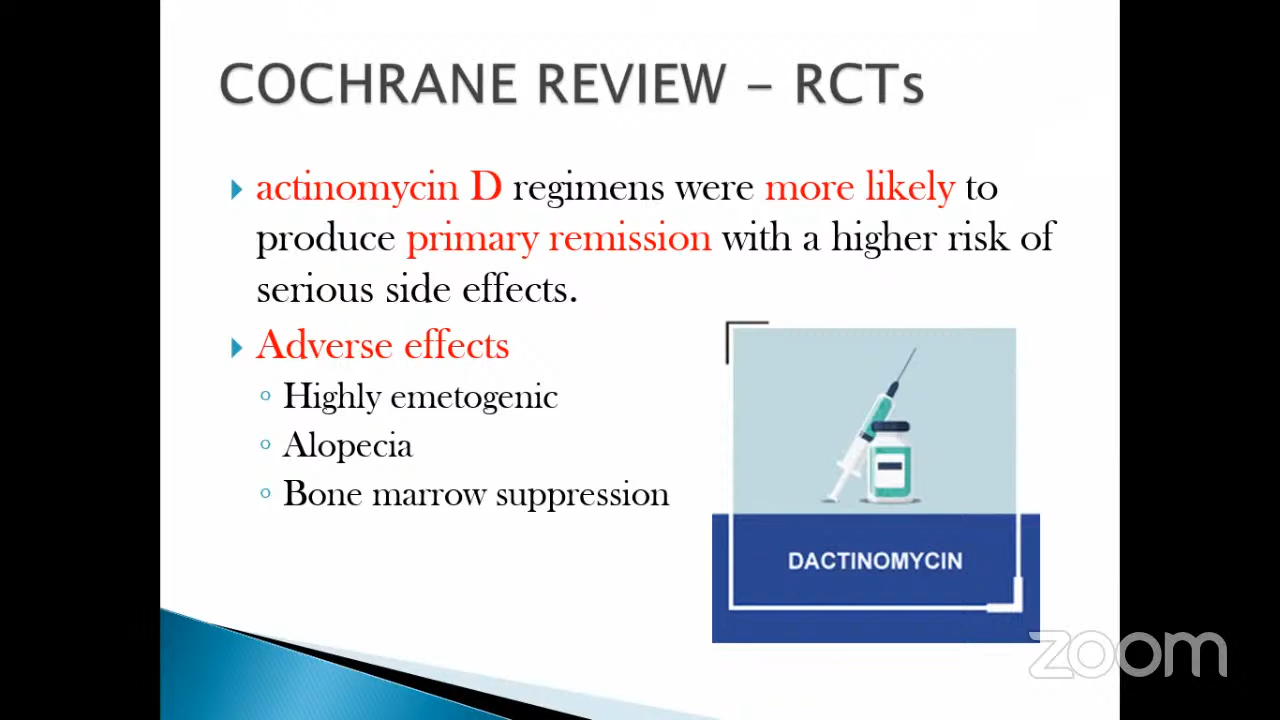 COCHRANE REVIEW – RCTs
actinomycin D regimens were more likely to
produce primary remission with a higher risk of
serious side effects.
Adverse effects
Highly emetogenic
Alopecia
Bone marrow suppression
DACTINOMYCIN
zoom